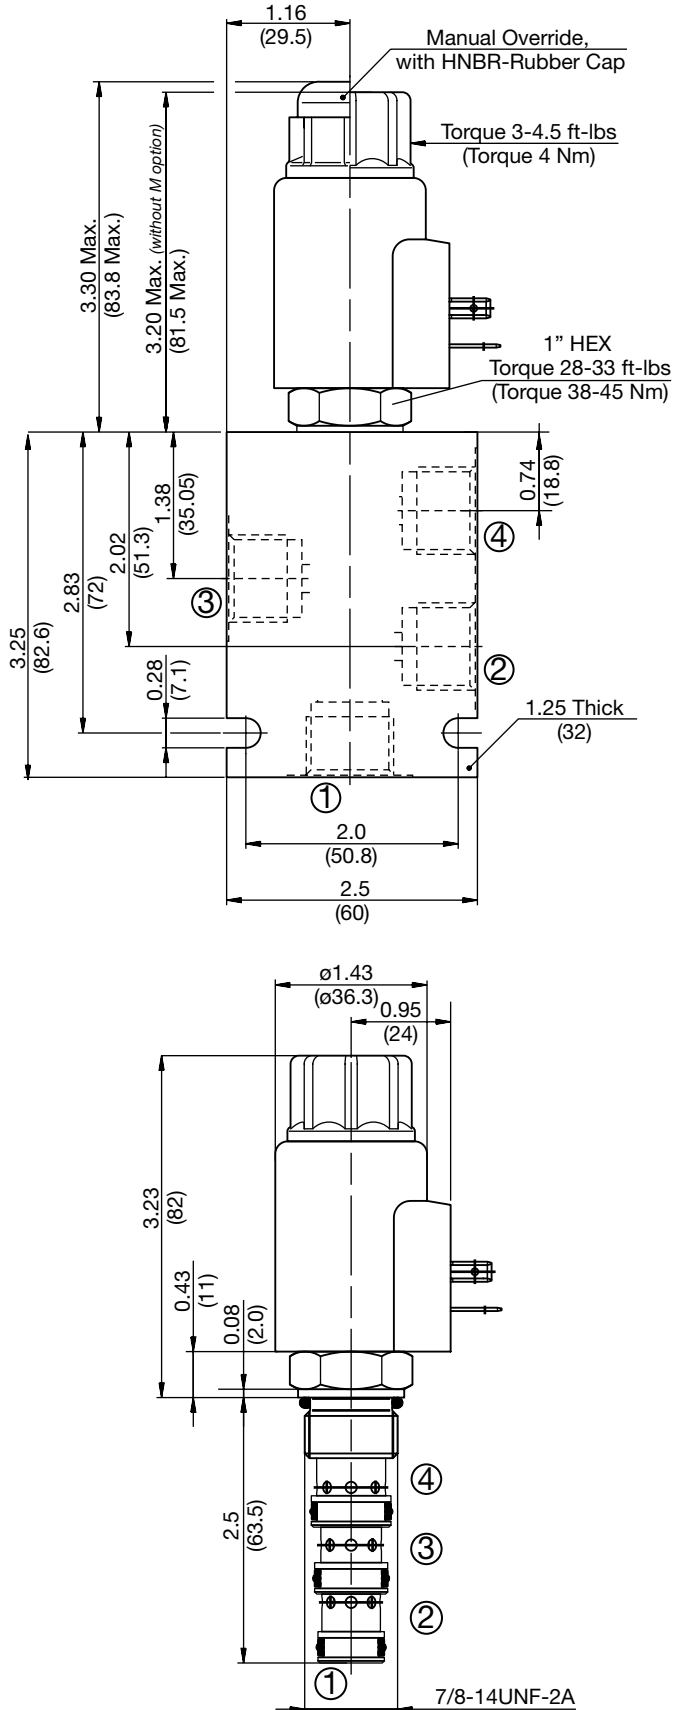 1.16
(29.5)
Manual Override,
with HNBR-Rubber Cap
Torque 3-4.5 ft-lbs
(Torque 4 Nm)
3.30 Max.
(83.8 Max.)
3.20 Max. (without M option)
(81.5 Max.)
1” HEX
Torque 28-33 ft-lbs
(Torque 38-45 Nm)
0.74
(18.8)
1.38
(35.05)
2.02
(51.3)
2.83
(72)
3.25
(82.6)
0.28
(7.1)
④
③
②
①
1.25 Thick
(32)
2.0
(50.8)
2.5
(60)
ø1.43
(ø36.3)
0.95
(24)
3.23
(82)
0.43
(11)
0.08
(2.0)
2.5
(63.5)
④
③
②
①
7/8-14UNF-2A